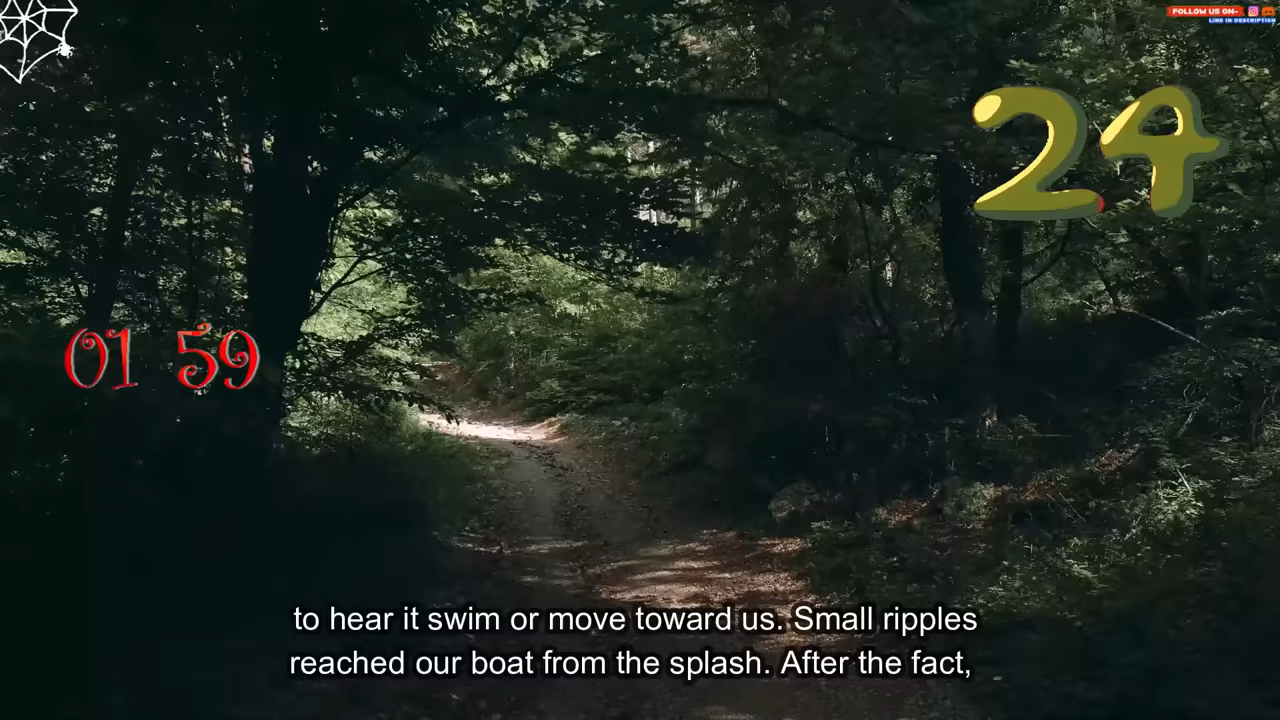 FOLLOW US ON-
LINK IN DESCRIPTION
24
01 59
to hear it swim or move toward us. Small ripples
reached our boat from the splash. After the fact,